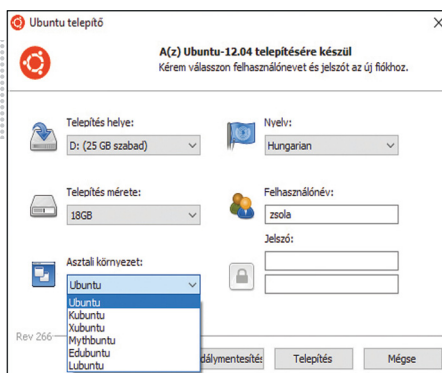 Ubuntu telepítő
A(z) Ubuntu-12.04 telepítésére készül
Kérem válasszon felhasználónevet és jelszót az új fiókhoz.
Telepítés helye:
D: (25 GB szabad)
Nyelv:
Hungarian
Telepítés mérete:
18GB
Felhasználónév:
zsola
Jelszó:
Asztali környezet:
Ubuntu
Ubuntu
Kubuntu
Xubuntu
Mythbuntu
Edubuntu
Lubuntu
Rev 266
dálymentesítés
Telepítés
Mégse